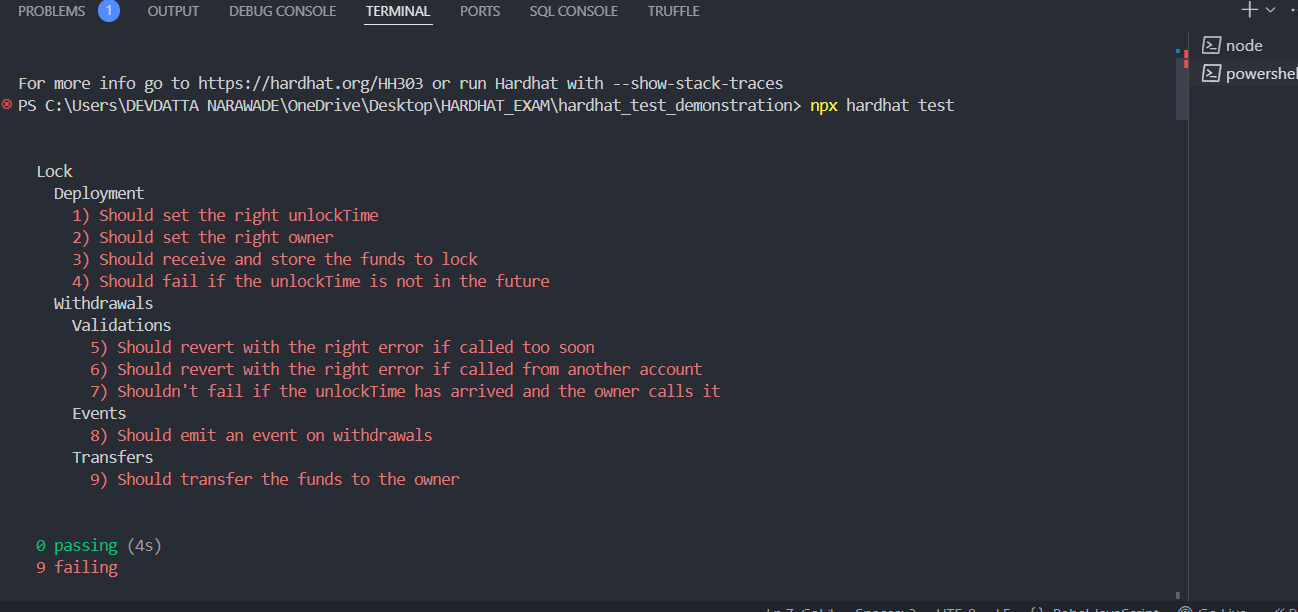 PROBLEMS 1 OUTPUT DEBUG CONSOLE TERMINAL PORTS SQL CONSOLE TRUFFLE
node
powershel
For more info go to https://hardhat.org/HH303 or run Hardhat with --show-stack-traces
PS C:\Users\DEVDATTA NARAWADE\OneDrive\Desktop\HARDHAT_EXAM\hardhat_test_demonstration> npx hardhat test
Lock
Deployment
1) Should set the right unlockTime
2) Should set the right owner
3) Should receive and store the funds to lock
4) Should fail if the unlockTime is not in the future
Withdrawals
Validations
5) Should revert with the right error if called too soon
6) Should revert with the right error if called from another account
7) Shouldn't fail if the unlockTime has arrived and the owner calls it
Events
8) Should emit an event on withdrawals
Transfers
9) Should transfer the funds to the owner
0 passing (4s)
9 failing